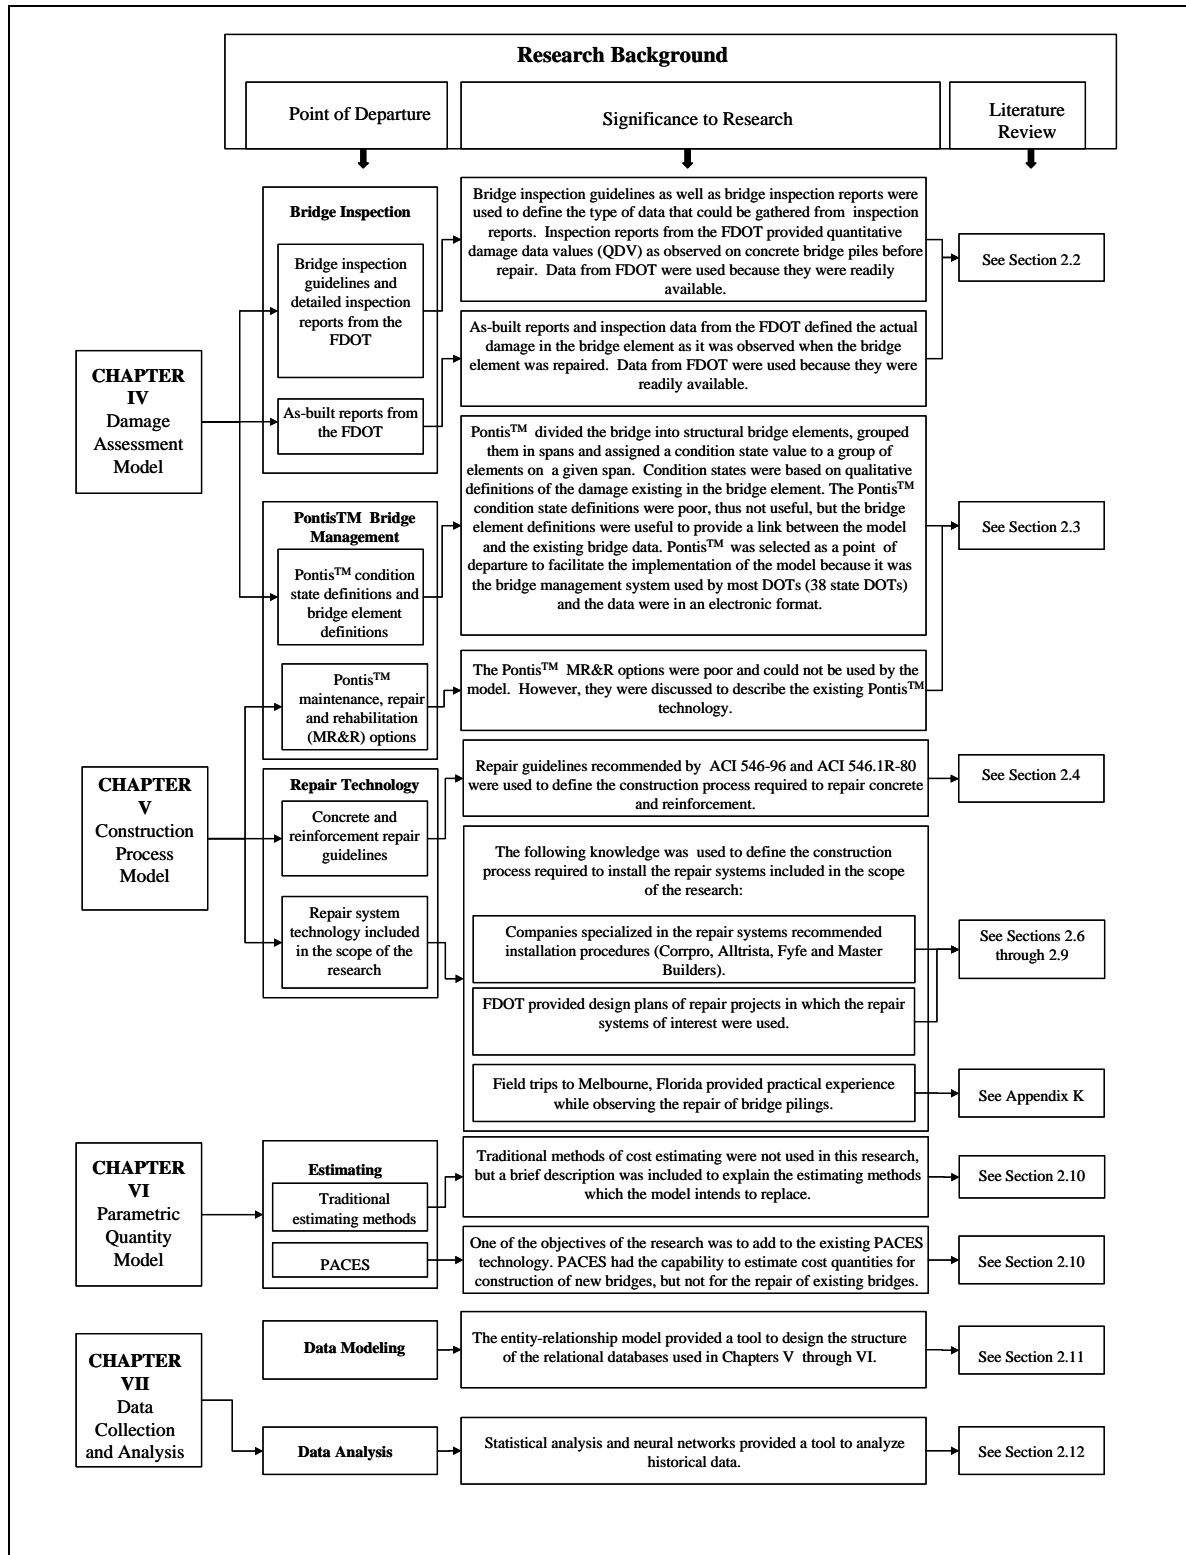 Research Background
Point of Departure
Significance to Research
Literature
Review
CHAPTER
IV
Damage
Assessment
Model
Bridge Inspection
Bridge inspection
guidelines and
detailed inspection
reports from the
FDOT
Bridge inspection guidelines as well as bridge inspection reports were
used to define the type of data that could be gathered from inspection
reports. Inspection reports from the FDOT provided quantitative
damage data values (QDV) as observed on concrete bridge piles before
repair. Data from FDOT were used because they were readily
available.
See Section 2.2
As-built reports from
the FDOT
As-built reports and inspection data from the FDOT defined the actual
damage in the bridge element as it was observed when the bridge
element was repaired. Data from FDOT were used because they were
readily available.
PontisTM Bridge
Management
Pontis™ condition
state definitions and
bridge element
definitions
Pontis™ divided the bridge into structural bridge elements, grouped
them in spans and assigned a condition state value to a group of
elements on a given span. Condition states were based on qualitative
definitions of the damage existing in the bridge element. The Pontis™
condition state definitions were poor, thus not useful, but the bridge
element definitions were useful to provide a link between the model
and the existing bridge data. Pontis™ was selected as a point of
departure to facilitate the implementation of the model because it was
the bridge management system used by most DOTs (38 state DOTs)
and the data were in an electronic format.
See Section 2.3
Pontis™
maintenance, repair
and rehabilitation
(MR&R) options
The Pontis™ MR&R options were poor and could not be used by the
model. However, they were discussed to describe the existing Pontis™
technology.
CHAPTER
V
Construction
Process
Model
Repair Technology
Concrete and
reinforcement repair
guidelines
Repair guidelines recommended by ACI 546-96 and ACI 546.1R-80
were used to define the construction process required to repair concrete
and reinforcement.
See Section 2.4
Repair system
technology included
in the scope of the
research
The following knowledge was used to define the construction
process required to install the repair systems included in the scope
of the research:
Companies specialized in the repair systems recommended
installation procedures (Corrpro, Alltrista, Fyfe and Master
Builders).
See Sections 2.6
through 2.9
FDOT provided design plans of repair projects in which the repair
systems of interest were used.
Field trips to Melbourne, Florida provided practical experience
while observing the repair of bridge pilings.
See Appendix K
CHAPTER
VI
Parametric
Quantity
Model
Estimating
Traditional
estimating methods
Traditional methods of cost estimating were not used in this research,
but a brief description was included to explain the estimating methods
which the model intends to replace.
See Section 2.10
PACES
One of the objectives of the research was to add to the existing PACES
technology. PACES had the capability to estimate cost quantities for
construction of new bridges, but not for the repair of existing bridges.
See Section 2.10
CHAPTER
VII
Data
Collection
and Analysis
Data Modeling
The entity-relationship model provided a tool to design the structure
of the relational databases used in Chapters V through VI.
See Section 2.11
Data Analysis
Statistical analysis and neural networks provided a tool to analyze
historical data.
See Section 2.12